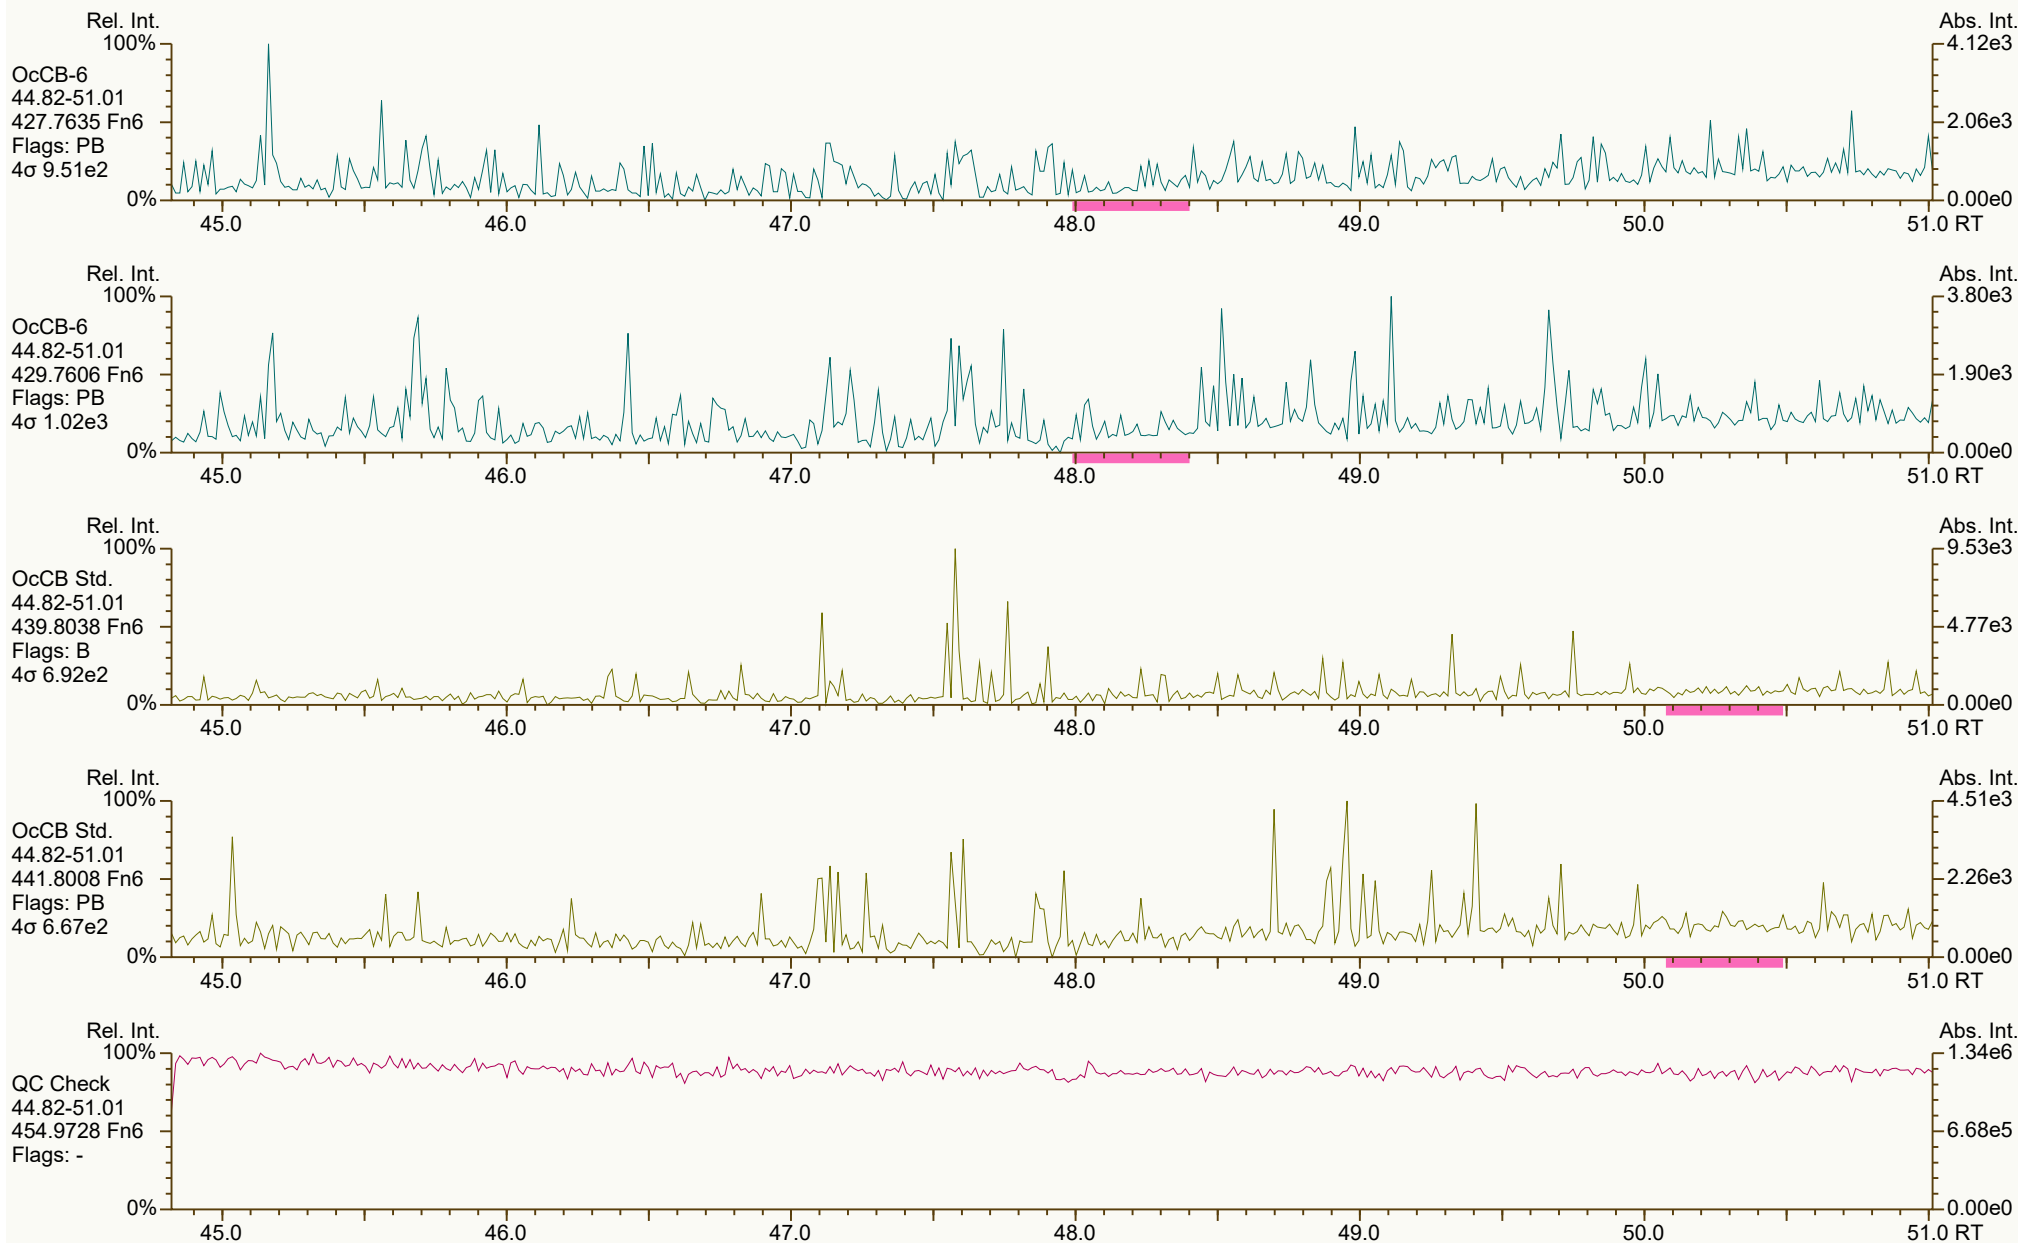 Rel. Int. Abs. Int.
100% 4.12e3
OcCB-6
44.82-51.01
427.7635 Fn6 2.06e3
Flags: PB
4σ 9.51e2
0% 0.00e0
45.0 46.0 47.0 48.0 49.0 50.0 51.0 RT
Rel. Int. Abs. Int.
100% 3.80e3
OcCB-6
44.82-51.01
429.7606 Fn6 1.90e3
Flags: PB
4σ 1.02e3
0% 0.00e0
45.0 46.0 47.0 48.0 49.0 50.0 51.0 RT
Rel. Int. Abs. Int.
100% 9.53e3
OcCB Std.
44.82-51.01
439.8038 Fn6 4.77e3
Flags: B
4σ 6.92e2
0% 0.00e0
45.0 46.0 47.0 48.0 49.0 50.0 51.0 RT
Rel. Int. Abs. Int.
100% 4.51e3
OcCB Std.
44.82-51.01
441.8008 Fn6 2.26e3
Flags: PB
4σ 6.67e2
0% 0.00e0
45.0 46.0 47.0 48.0 49.0 50.0 51.0 RT
Rel. Int. Abs. Int.
100% 1.34e6
QC Check
44.82-51.01
454.9728 Fn6 6.68e5
Flags: -
0% 0.00e0
45.0 46.0 47.0 48.0 49.0 50.0 51.0 RT